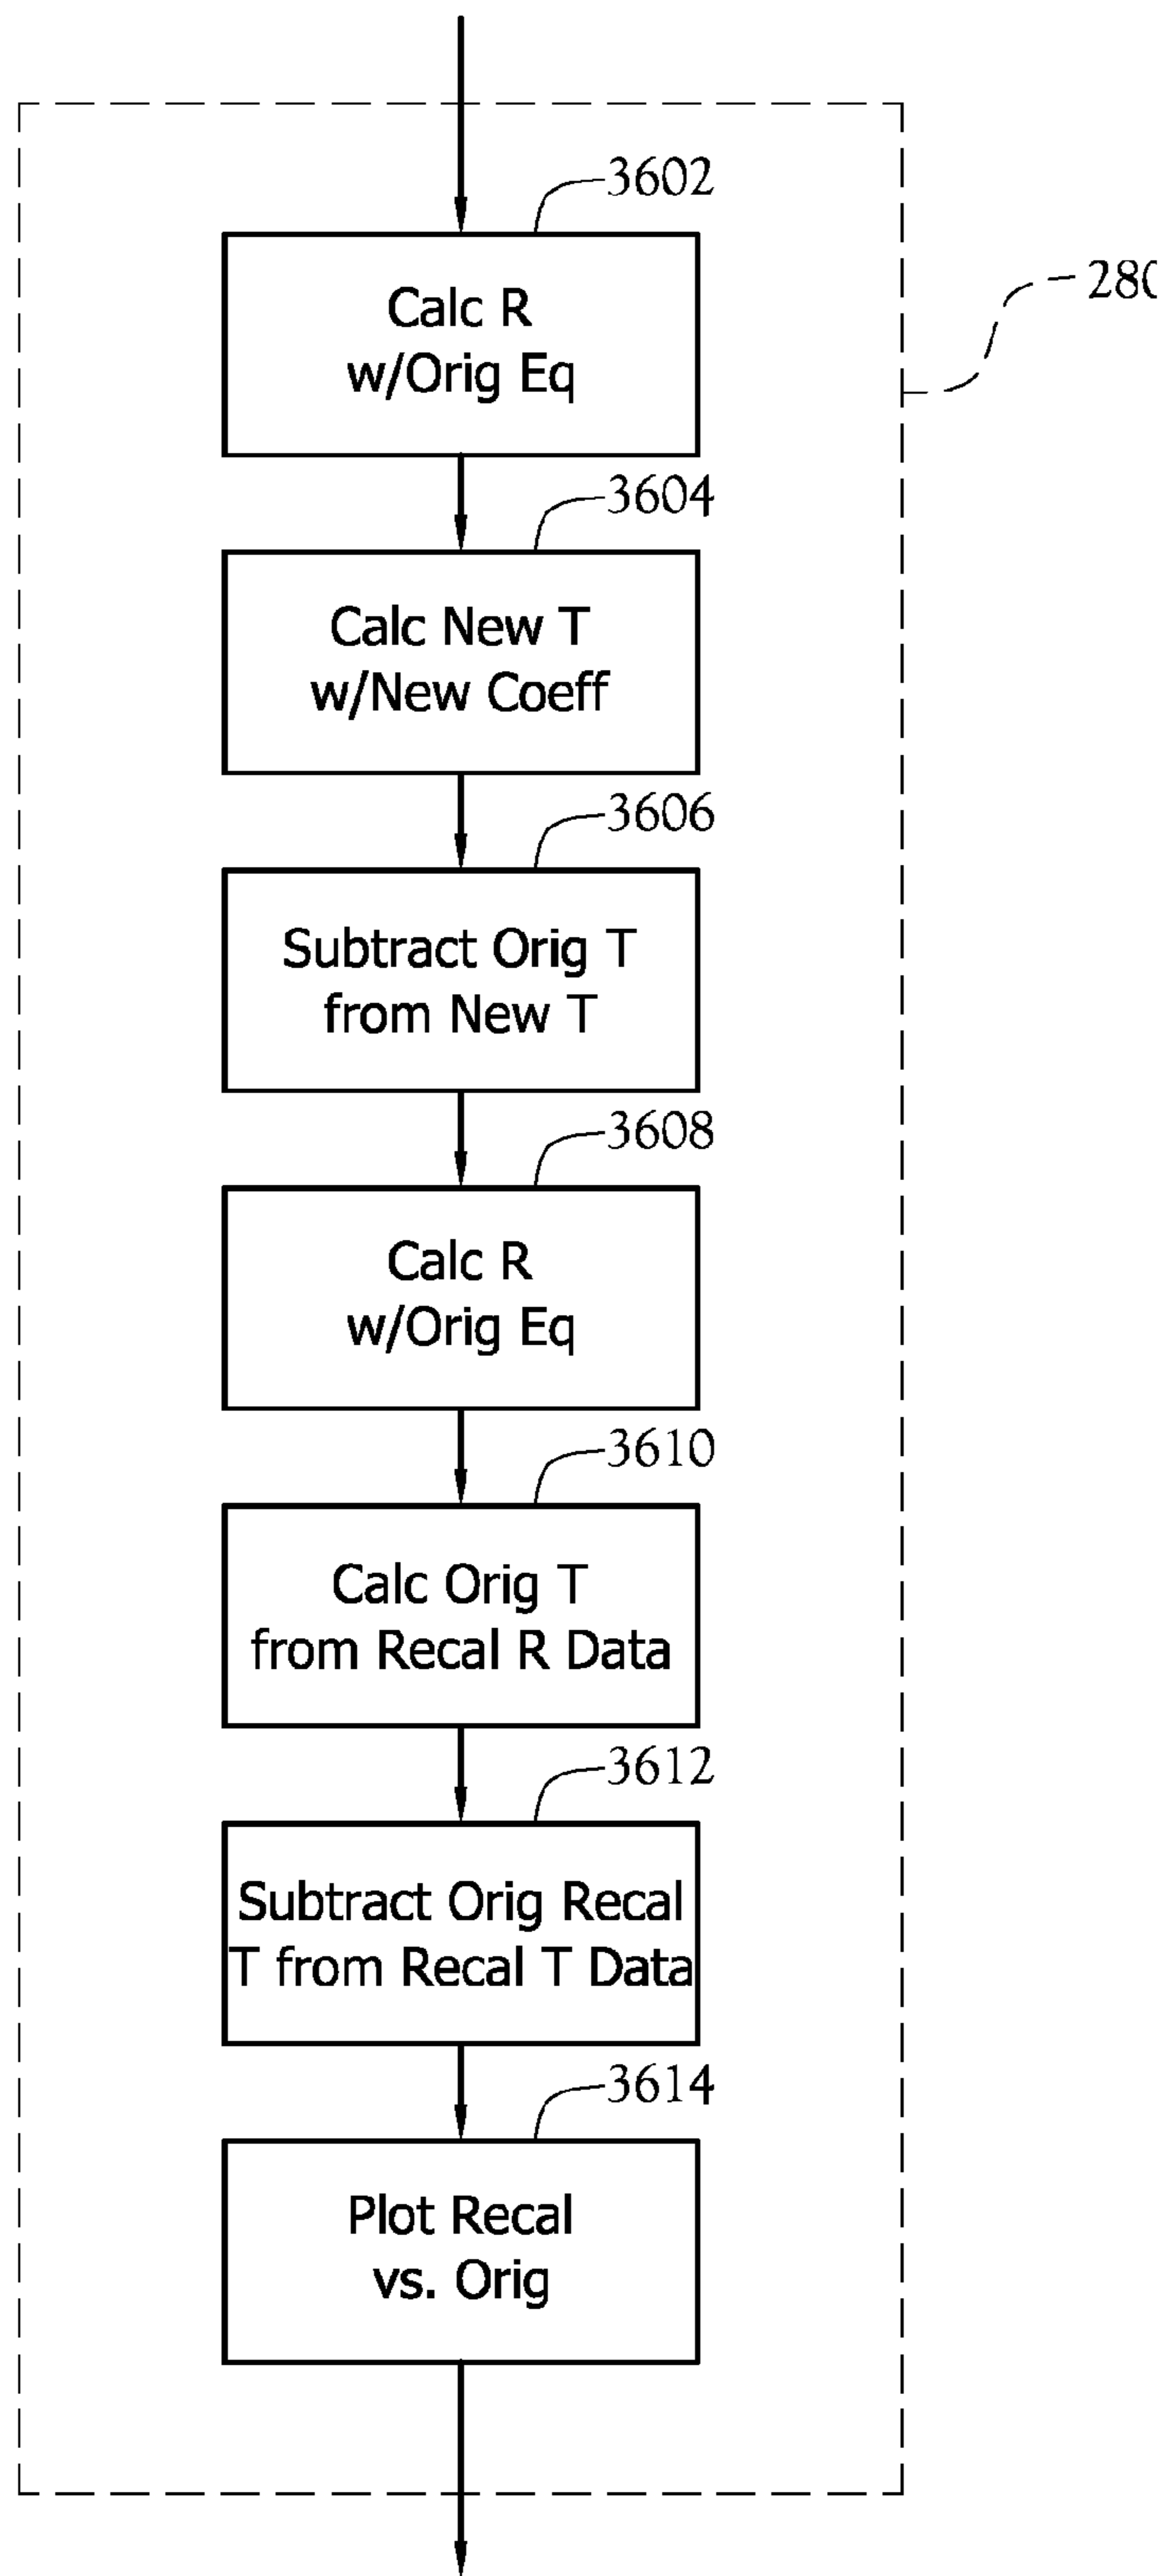 3602
Calc R
w/Orig Eq
280
3604
Calc New T
w/New Coeff
3606
Subtract Orig T
from New T
3608
Calc R
w/Orig Eq
3610
Calc Orig T
from Recal R Data
3612
Subtract Orig Recal
T from Recal T Data
3614
Plot Recal
vs. Orig